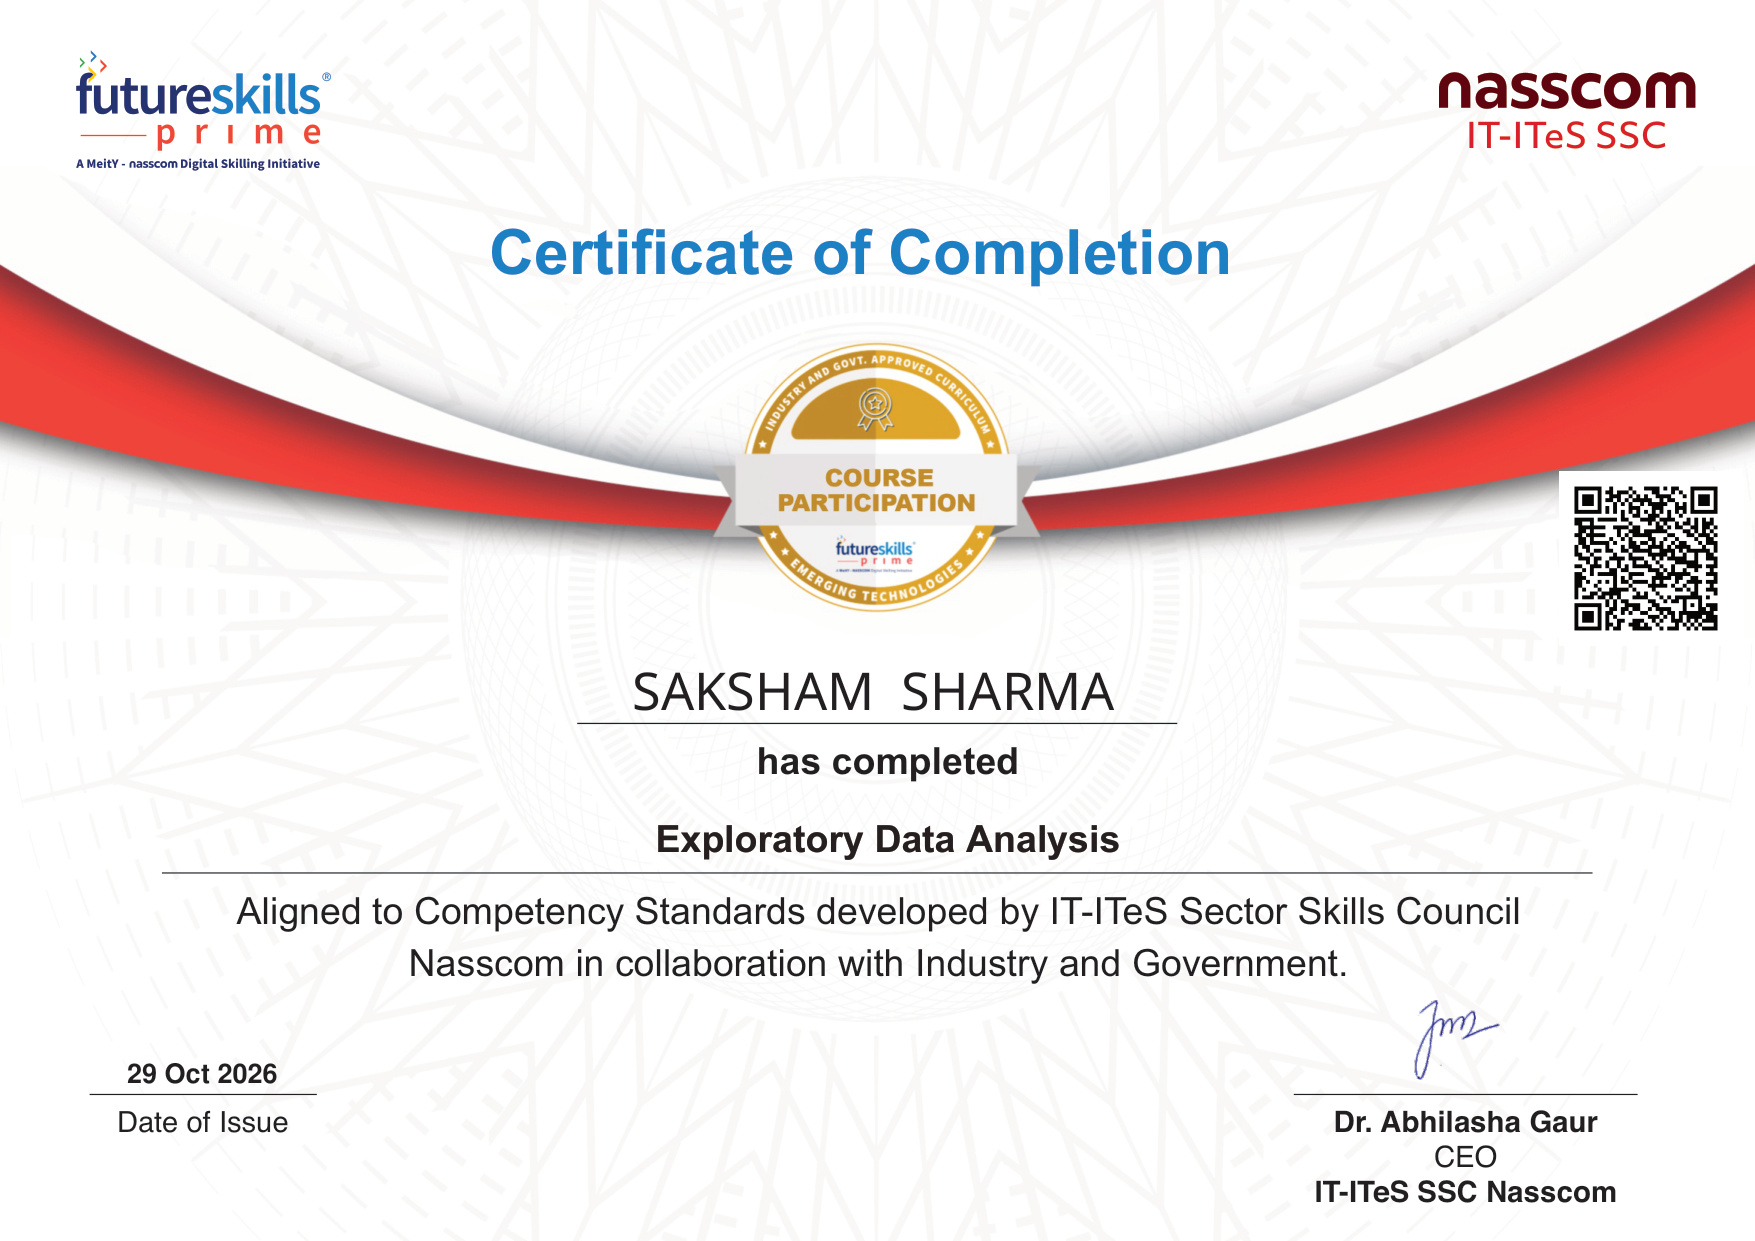 futureskills®
prime
A MeitY - nasscom Digital Skilling Initiative
nasscom
IT-ITeS SSC
Certificate of Completion
INDUSTRY AND GOVT. APPROVED CURRICULUM
COURSE
PARTICIPATION
futureskills
prime
EMERGING TECHNOLOGIES
SAKSHAM SHARMA
has completed
Exploratory Data Analysis
Aligned to Competency Standards developed by IT-ITeS Sector Skills Council
Nasscom in collaboration with Industry and Government.
29 Oct 2026
Date of Issue
Dr. Abhilasha Gaur
CEO
IT-ITeS SSC Nasscom